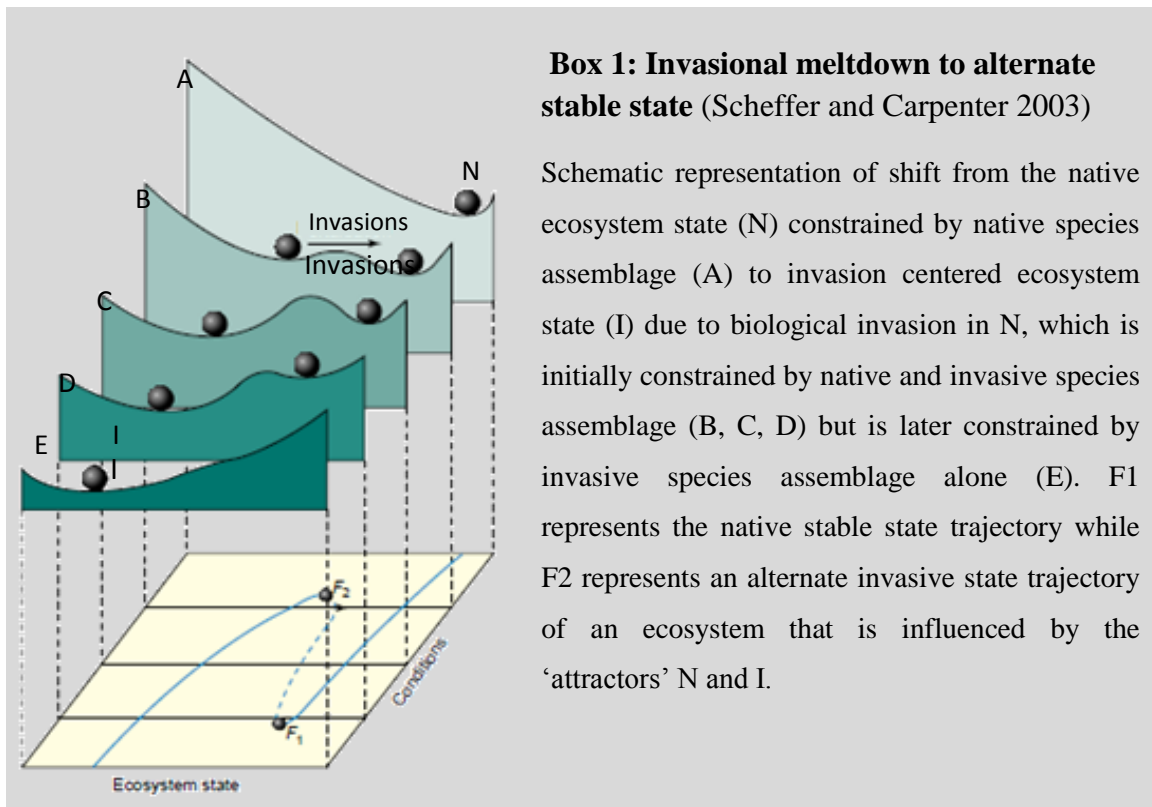 Box 1: Invasional meltdown to alternate
stable state (Scheffer and Carpenter 2003)
Schematic representation of shift from the native
ecosystem state (N) constrained by native species
assemblage (A) to invasion centered ecosystem
state (I) due to biological invasion in N, which is
initially constrained by native and invasive species
assemblage (B, C, D) but is later constrained by
invasive species assemblage alone (E). F1
represents the native stable state trajectory while
F2 represents an alternate invasive state trajectory
of an ecosystem that is influenced by the
‘attractors’ N and I.
A
N
B
Invasions
Invasions
C
D
I
E
I
F2
Conditions
F1
Ecosystem state